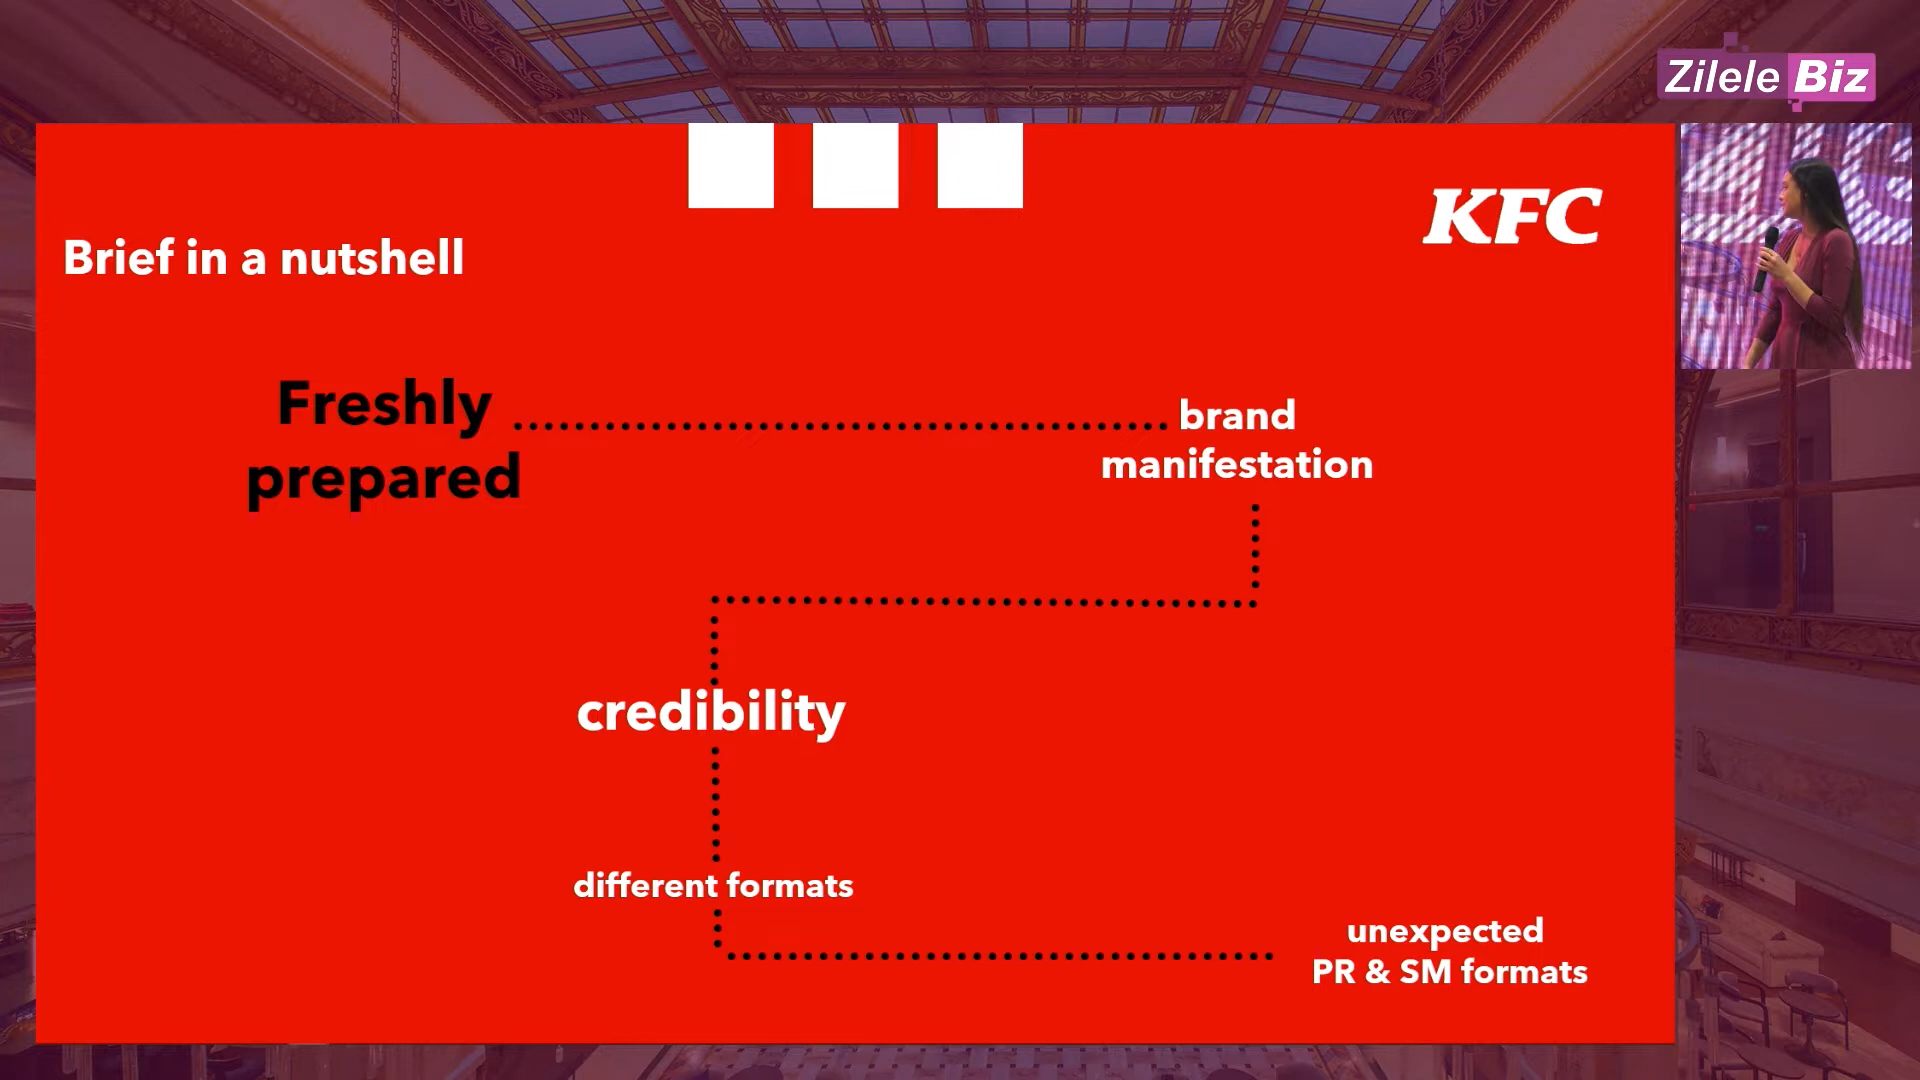 Zilele Biz
KFC
Brief in a nutshell
Freshly
prepared
brand
manifestation
credibility
different formats
unexpected
PR & SM formats